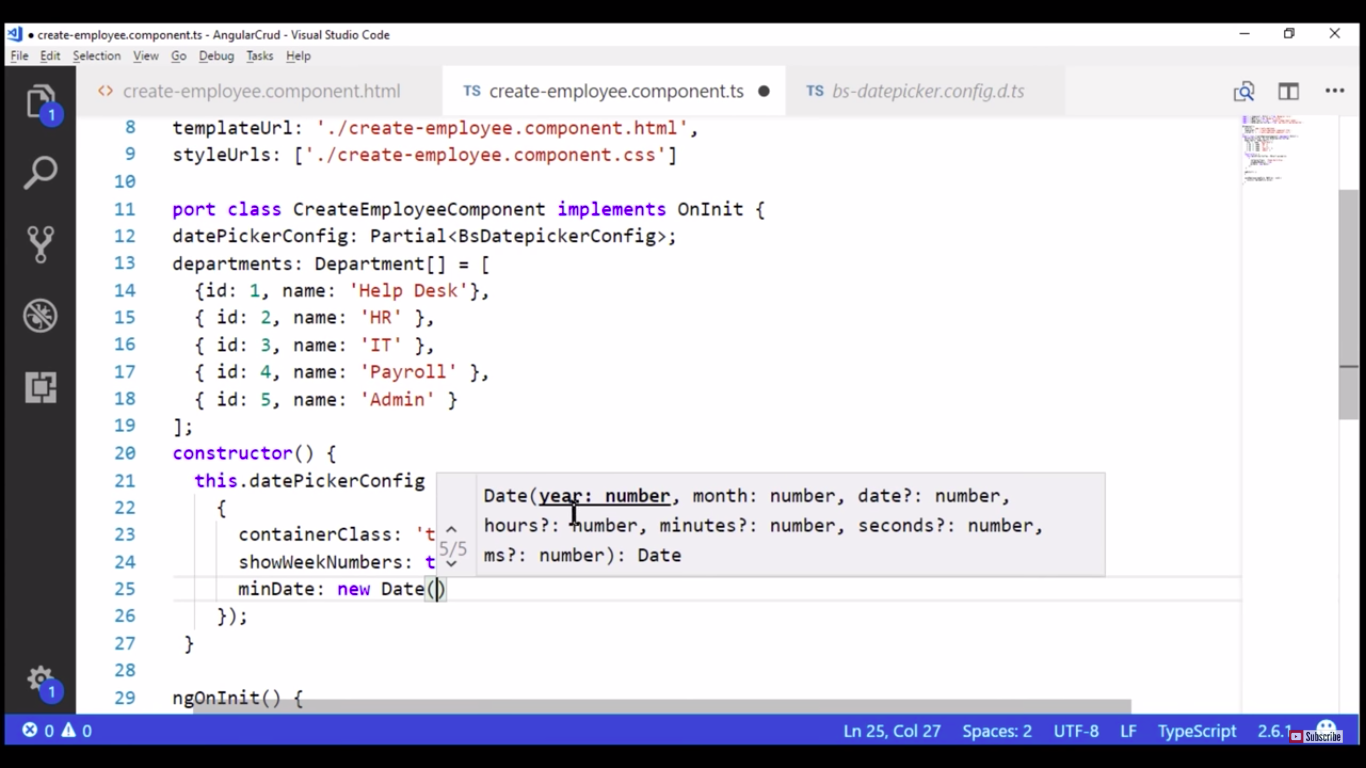 ● create-employee.component.ts - AngularCrud - Visual Studio Code
File Edit Selection View Go Debug Tasks Help
1
<> create-employee.component.html
TS create-employee.component.ts ●
TS bs-datepicker.config.d.ts
8 templateUrl: './create-employee.component.html',
9 styleUrls: ['./create-employee.component.css']
10
11 port class CreateEmployeeComponent implements OnInit {
12 datePickerConfig: Partial<BsDatepickerConfig>;
13 departments: Department[] = [
14 {id: 1, name: 'Help Desk'},
15 { id: 2, name: 'HR' },
16 { id: 3, name: 'IT' },
17 { id: 4, name: 'Payroll' },
18 { id: 5, name: 'Admin' }
19 ];
20 constructor() {
21 this.datePickerConfig
22 {
23 containerClass: 't
24 showWeekNumbers: t
25 minDate: new Date()
26 });
27 }
28
29 ngOnInit() {
5/5
Date(year: number, month: number, date?: number,
hours?: number, minutes?: number, seconds?: number,
ms?: number): Date
1
0 0
Ln 25, Col 27 Spaces: 2 UTF-8 LF TypeScript 2.6.1
Subscribe